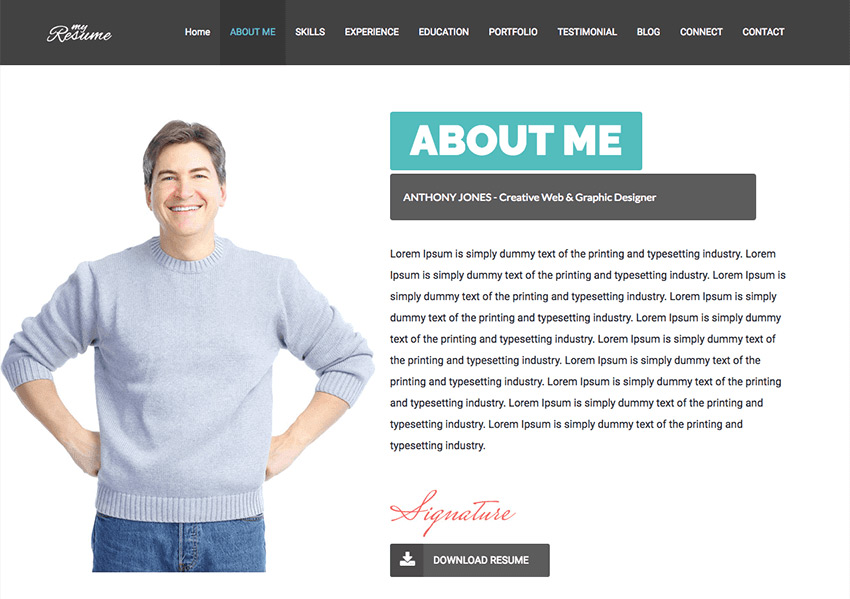 my
Resume
Home ABOUT ME SKILLS EXPERIENCE EDUCATION PORTFOLIO TESTIMONIAL BLOG CONNECT CONTACT
ABOUT ME
ANTHONY JONES - Creative Web & Graphic Designer
Lorem Ipsum is simply dummy text of the printing and typesetting industry. Lorem
Ipsum is simply dummy text of the printing and typesetting industry. Lorem Ipsum is
simply dummy text of the printing and typesetting industry. Lorem Ipsum is simply
dummy text of the printing and typesetting industry. Lorem Ipsum is simply dummy
text of the printing and typesetting industry. Lorem Ipsum is simply dummy text of
the printing and typesetting industry. Lorem Ipsum is simply dummy text of the
printing and typesetting industry. Lorem Ipsum is simply dummy text of the printing
and typesetting industry. Lorem Ipsum is simply dummy text of the printing and
typesetting industry. Lorem Ipsum is simply dummy text of the printing and
typesetting industry.
Signature
DOWNLOAD RESUME